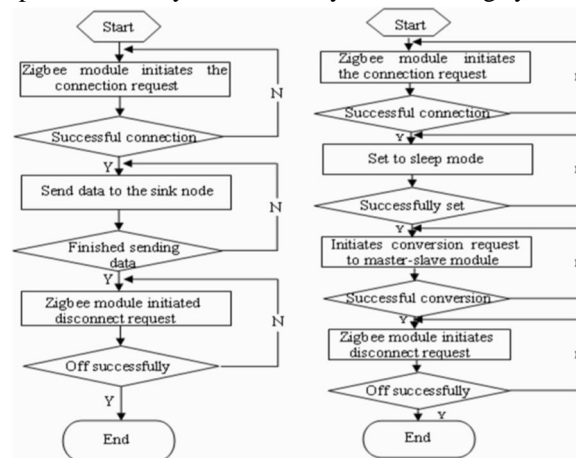 Start
Zigbee module initiates the
connection request
N
Successful connection
Y
Send data to the sink node
N
Finished sending
data
Y
Zigbee module initiated
disconnect request
N
Off successfully
Y
End
Start
Zigbee module initiates
the connection request
Successful connection
Y
Set to sleep mode
Successfully set
Y
Initiates conversion request
to master-slave module
Successful conversion
Y
Zigbee module initiates
disconnect request
Off successfully
Y
End